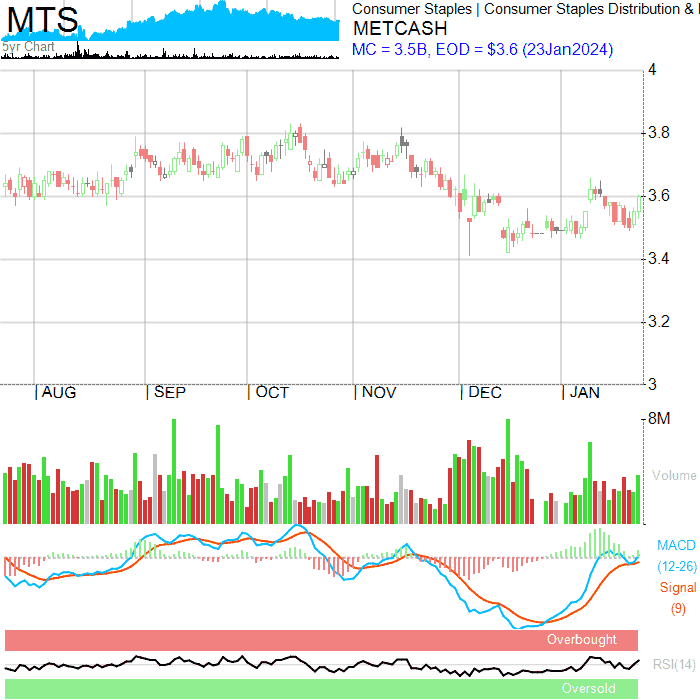 MTS
5yr Chart
Consumer Staples | Consumer Staples Distribution &
METCASH
MC = 3.5B, EOD = $3.6 (23Jan2024)
4
3.8
3.6
3.4
3.2
3
AUG
SEP
OCT
NOV
DEC
JAN
8M
Volume
MACD
(12-26)
Signal
(9)
Overbought
RSI(14)
Oversold